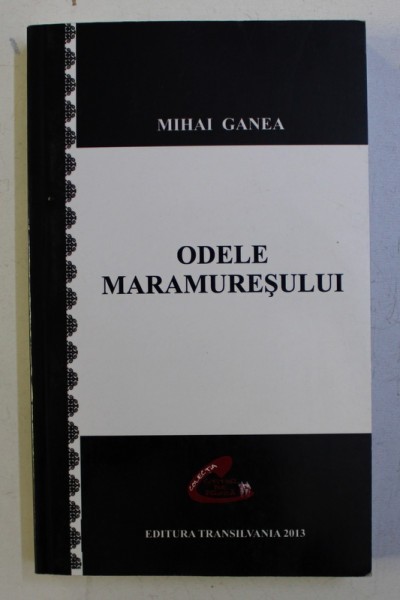 MIHAI GANEA
ODELE
MARAMUREŞULUI
EDITURA TRANSILVANIA 2013